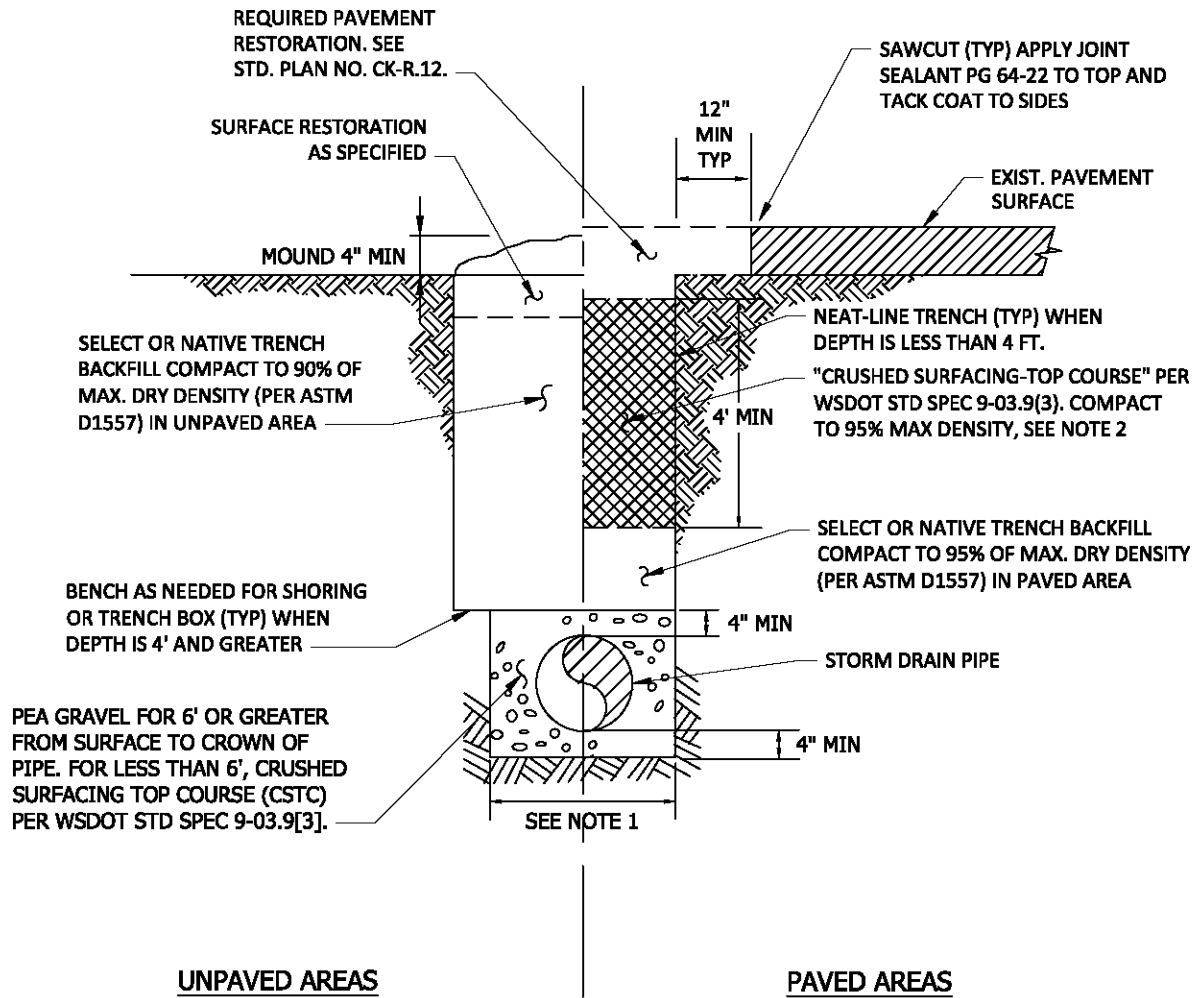 REQUIRED PAVEMENT
RESTORATION. SEE
STD. PLAN NO. CK-R.12.
SAWCUT (TYP) APPLY JOINT
SEALANT PG 64-22 TO TOP AND
TACK COAT TO SIDES
12"
MIN
TYP
SURFACE RESTORATION
AS SPECIFIED
EXIST. PAVEMENT
SURFACE
MOUND 4" MIN
NEAT-LINE TRENCH (TYP) WHEN
DEPTH IS LESS THAN 4 FT.
SELECT OR NATIVE TRENCH
BACKFILL COMPACT TO 90% OF
MAX. DRY DENSITY (PER ASTM
D1557) IN UNPAVED AREA
"CRUSHED SURFACING-TOP COURSE" PER
WSDOT STD SPEC 9-03.9(3). COMPACT
TO 95% MAX DENSITY, SEE NOTE 2
4' MIN
SELECT OR NATIVE TRENCH BACKFILL
COMPACT TO 95% OF MAX. DRY DENSITY
(PER ASTM D1557) IN PAVED AREA
BENCH AS NEEDED FOR SHORING
OR TRENCH BOX (TYP) WHEN
DEPTH IS 4' AND GREATER
4" MIN
STORM DRAIN PIPE
PEA GRAVEL FOR 6' OR GREATER
FROM SURFACE TO CROWN OF
PIPE. FOR LESS THAN 6', CRUSHED
SURFACING TOP COURSE (CSTC)
PER WSDOT STD SPEC 9-03.9[3].
4" MIN
SEE NOTE 1
UNPAVED AREAS
PAVED AREAS